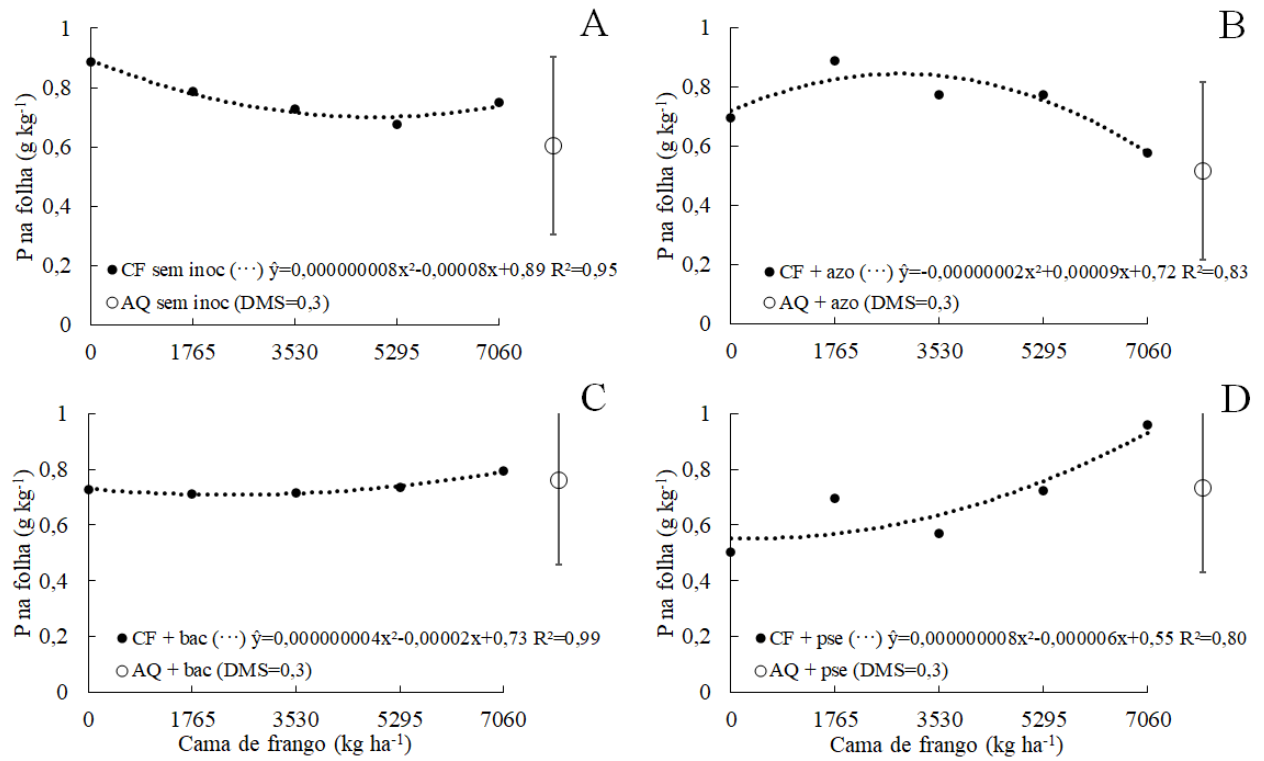 A
P na folha (g kg⁻¹)
1
0,8
0,6
0,4
0,2
0
CF sem inoc (···) ŷ=0,000000008x²-0,00008x+0,89 R²=0,95
AQ sem inoc (DMS=0,3)
0 1765 3530 5295 7060
B
P na folha (g kg⁻¹)
1
0,8
0,6
0,4
0,2
0
CF + azo (···) ŷ=-0,00000002x²+0,00009x+0,72 R²=0,83
AQ + azo (DMS=0,3)
0 1765 3530 5295 7060
C
P na folha (g kg⁻¹)
1
0,8
0,6
0,4
0,2
0
CF + bac (···) ŷ=0,000000004x²-0,00002x+0,73 R²=0,99
AQ + bac (DMS=0,3)
0 1765 3530 5295 7060
Cama de frango (kg ha⁻¹)
D
P na folha (g kg⁻¹)
1
0,8
0,6
0,4
0,2
0
CF + pse (···) ŷ=0,000000008x²-0,000006x+0,55 R²=0,80
AQ + pse (DMS=0,3)
0 1765 3530 5295 7060
Cama de frango (kg ha⁻¹)